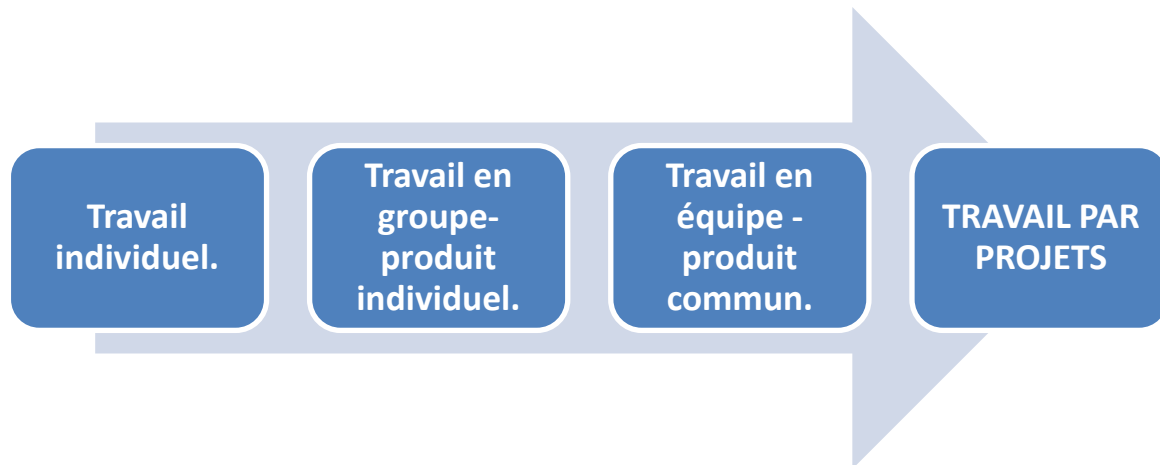 Travail
individuel.
Travail en
groupe-
produit
individuel.
Travail en
équipe -
produit
commun.
TRAVAIL PAR
PROJETS